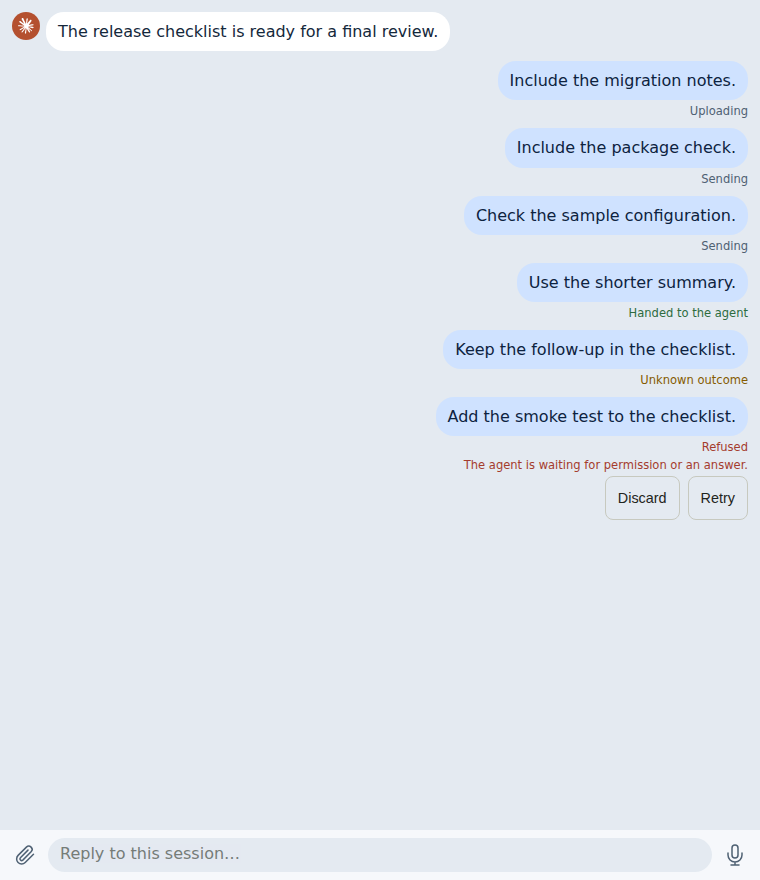 The release checklist is ready for a final review.
Include the migration notes.
Uploading
Include the package check.
Sending
Check the sample configuration.
Sending
Use the shorter summary.
Handed to the agent
Keep the follow-up in the checklist.
Unknown outcome
Add the smoke test to the checklist.
Refused
The agent is waiting for permission or an answer.
Discard Retry
Reply to this session...